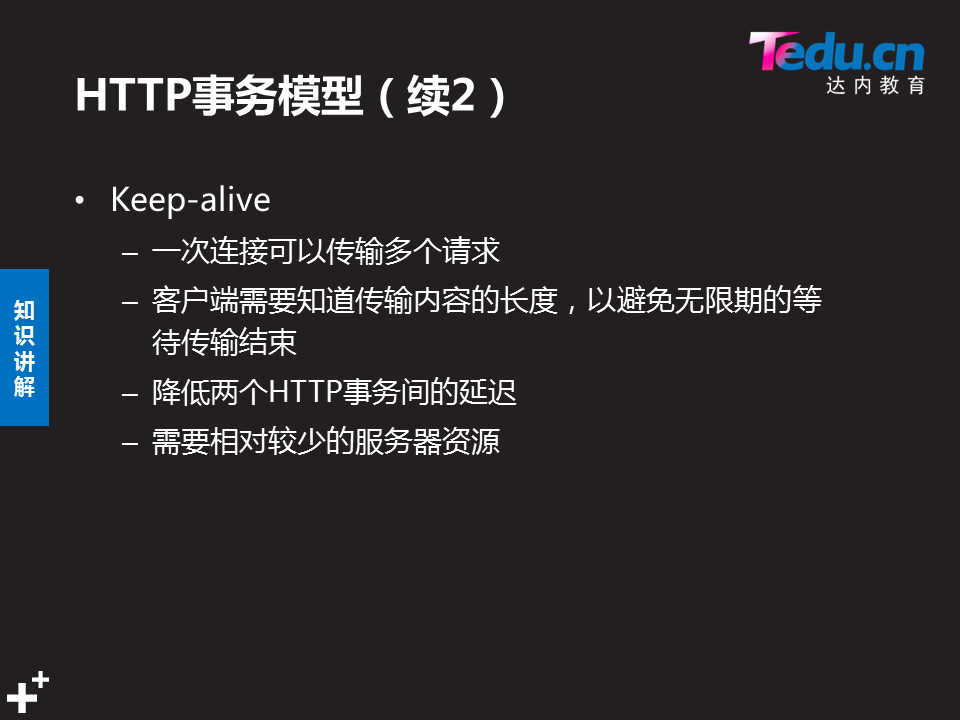 Tedu.cn
达内教育
HTTP事务模型（续2）
• Keep-alive
– 一次连接可以传输多个请求
– 客户端需要知道传输内容的长度，以避免无限期的等
待传输结束
– 降低两个HTTP事务间的延迟
– 需要相对较少的服务器资源
知
识
讲
解